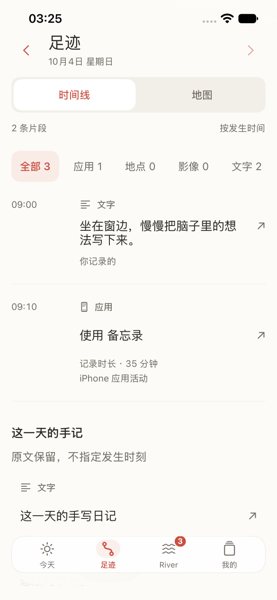 03:25
足迹
10月4日 星期日
时间线
地图
2 条片段
按发生时间
全部 3
应用 1
地点 0
影像 0
文字 2
09:00
文字
坐在窗边，慢慢把脑子里的想
法写下来。
你记录的
09:10
应用
使用 备忘录
记录时长 · 35 分钟
iPhone 应用活动
这一天的手记
原文保留，不指定发生时刻
文字
这一天的手写日记
今天
足迹
3
River
我的